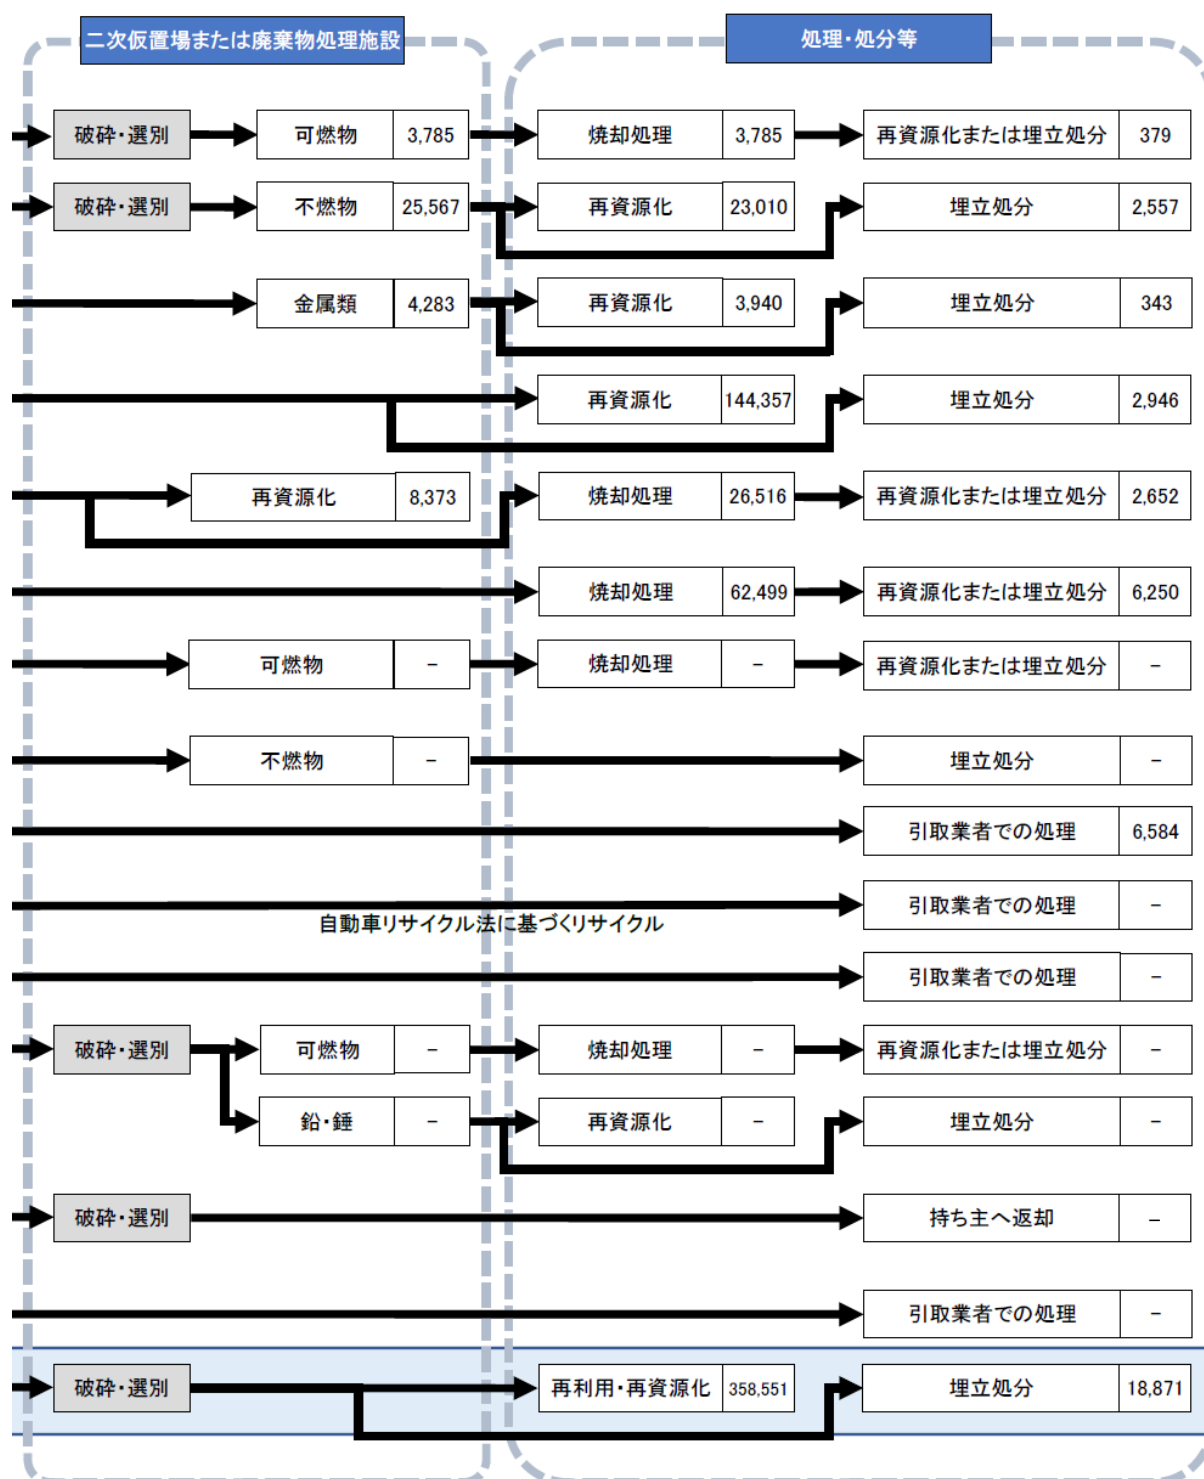 二次仮置場または廃棄物処理施設
処理・処分等
破砕・選別 可燃物 3,785 焼却処理 3,785 再資源化または埋立処分 379
破砕・選別 不燃物 25,567 再資源化 23,010 埋立処分 2,557
金属類 4,283 再資源化 3,940 埋立処分 343
再資源化 144,357 埋立処分 2,946
再資源化 8,373 焼却処理 26,516 再資源化または埋立処分 2,652
焼却処理 62,499 再資源化または埋立処分 6,250
可燃物 - 焼却処理 - 再資源化または埋立処分 -
不燃物 - 埋立処分 -
引取業者での処理 6,584
引取業者での処理 -
自動車リサイクル法に基づくリサイクル
引取業者での処理 -
破砕・選別 可燃物 - 焼却処理 - 再資源化または埋立処分 -
鉛・錘 - 再資源化 - 埋立処分 -
破砕・選別 持ち主へ返却 -
引取業者での処理 -
破砕・選別 再利用・再資源化 358,551 埋立処分 18,871